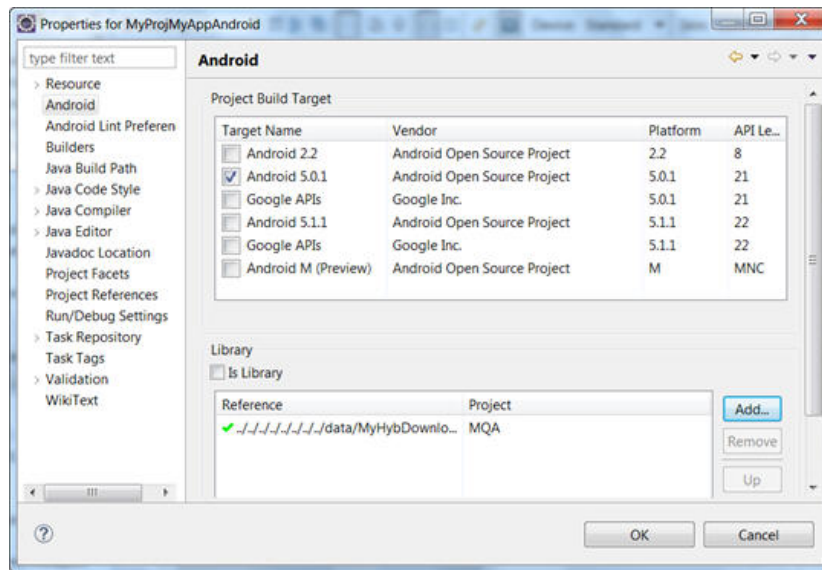 Properties for MyProjMyAppAndroid
type filter text
Resource
Android
Android Lint Preferen
Builders
Java Build Path
Java Code Style
Java Compiler
Java Editor
Javadoc Location
Project Facets
Project References
Run/Debug Settings
Task Repository
Task Tags
Validation
WikiText
Android
Project Build Target
Target Name Vendor Platform API Le...
Android 2.2 Android Open Source Project 2.2 8
Android 5.0.1 Android Open Source Project 5.0.1 21
Google APIs Google Inc. 5.0.1 21
Android 5.1.1 Android Open Source Project 5.1.1 22
Google APIs Google Inc. 5.1.1 22
Android M (Preview) Android Open Source Project M MNC
Library
Is Library
Reference Project
../../../../../../../../data/MyHybDownlo... MQA
Add...
Remove
Up
OK Cancel